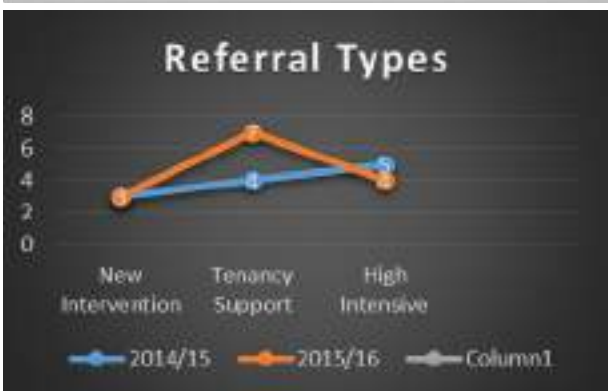 Referral Types
8
6
4
2
0
3
7
4
4
5
New Intervention
Tenancy Support
High Intensive
2014/15
2015/16
Column1